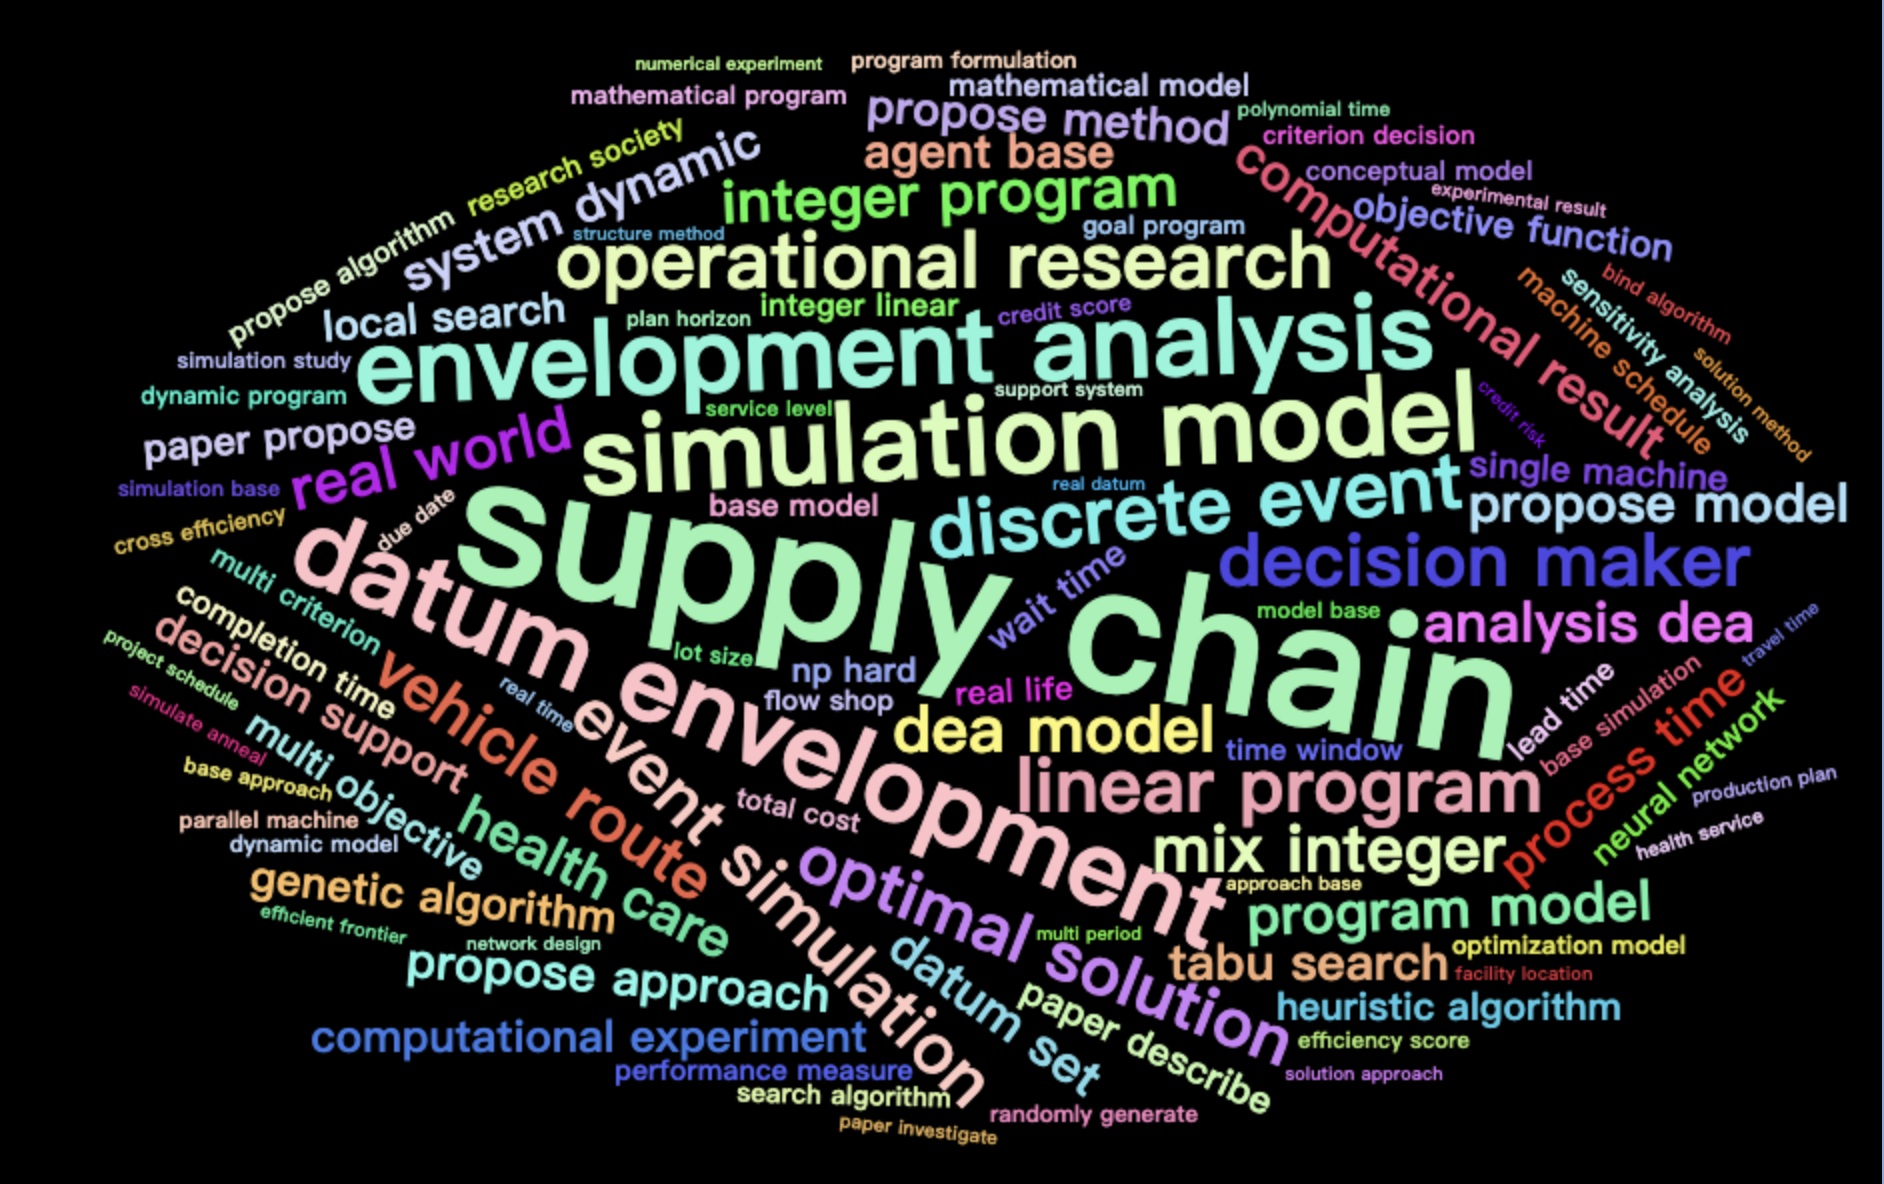 numerical experiment
program formulation
mathematical program
mathematical model
propose method
polynomial time
criterion decision
research society
system dynamic
agent base
computational result
conceptual model
experimental result
integer program
objective function
propose algorithm
structure method
goal program
operational research
machine schedule
sensitivity analysis
bind algorithm
local search
plan horizon
integer linear
credit score
simulation study
envelopment analysis
solution method
dynamic program
support system
service level
credit risk
paper propose
real world
simulation model
single machine
simulation base
real datum
discrete event
propose model
cross efficiency
due date
base model
supply chain
datum envelopment
decision maker
multi criterion
wait time
completion time
model base
analysis dea
travel time
decision support
project schedule
vehicle route
lot size
np hard
real life
flow shop
lead time
base simulation
process time
neural network
simulate anneal
real time
event simulation
dea model
time window
multi objective
base approach
total cost
linear program
production plan
parallel machine
dynamic model
health care
optimal solution
mix integer
health service
genetic algorithm
approach base
program model
efficient frontier
network design
multi period
tabu search
optimization model
propose approach
datum set
facility location
paper describe
heuristic algorithm
computational experiment
efficiency score
performance measure
solution approach
search algorithm
randomly generate
paper investigate